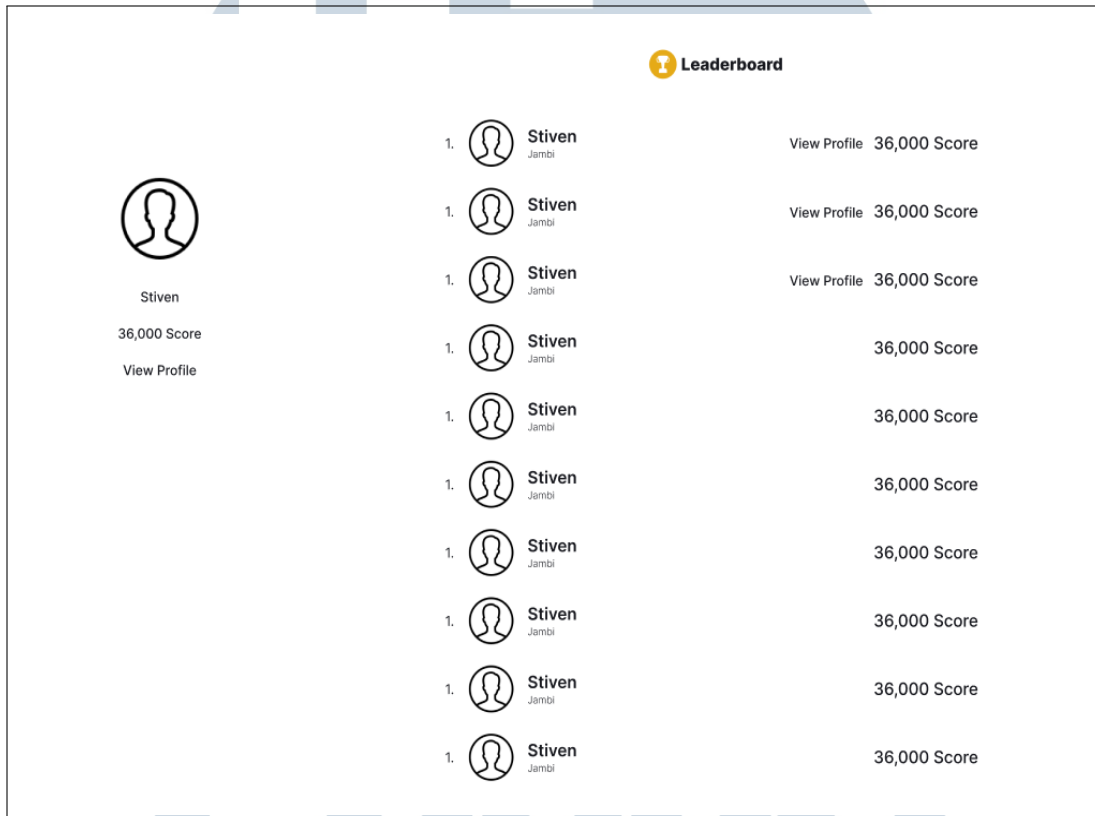 Leaderboard
Stiven
36,000 Score
View Profile
1. Stiven View Profile 36,000 Score
Jambi
1. Stiven View Profile 36,000 Score
Jambi
1. Stiven View Profile 36,000 Score
Jambi
1. Stiven 36,000 Score
Jambi
1. Stiven 36,000 Score
Jambi
1. Stiven 36,000 Score
Jambi
1. Stiven 36,000 Score
Jambi
1. Stiven 36,000 Score
Jambi
1. Stiven 36,000 Score
Jambi
1. Stiven 36,000 Score
Jambi